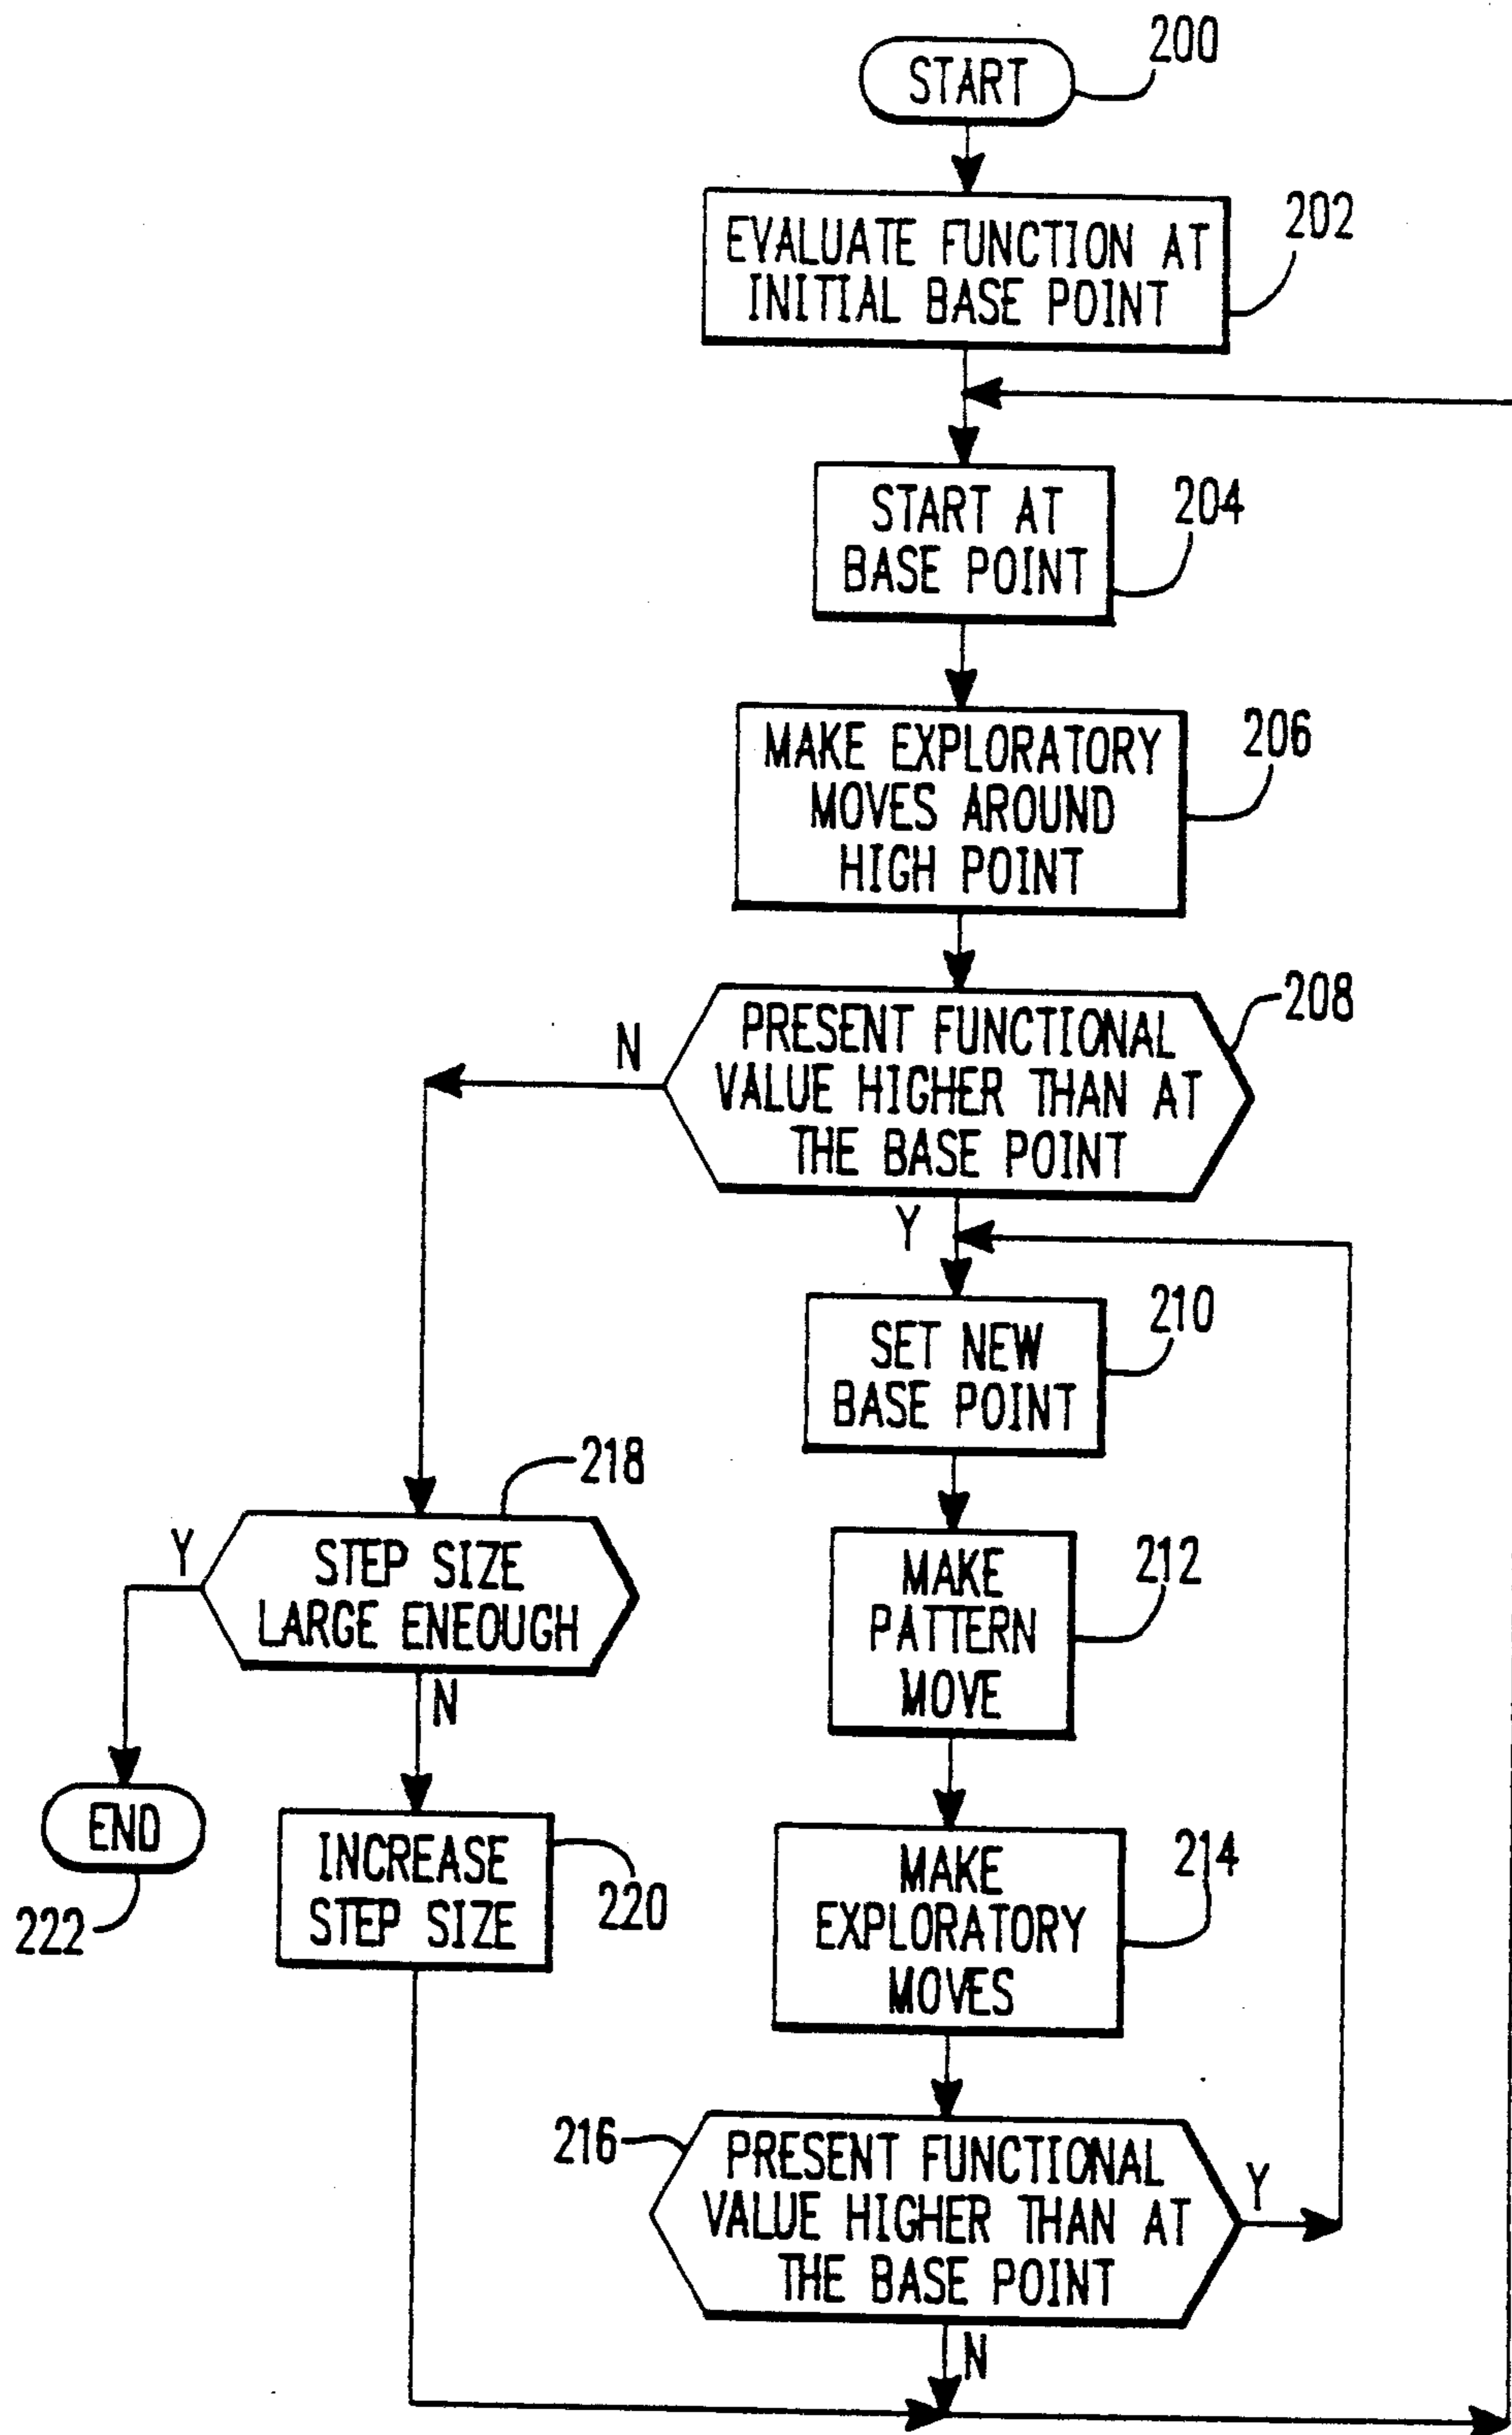 START
200
EVALUATE FUNCTION AT
INITIAL BASE POINT
202
START AT
BASE POINT
204
MAKE EXPLORATORY
MOVES AROUND
HIGH POINT
206
PRESENT FUNCTIONAL
VALUE HIGHER THAN AT
THE BASE POINT
208
N
Y
SET NEW
BASE POINT
210
MAKE
PATTERN
MOVE
212
MAKE
EXPLORATORY
MOVES
214
216
PRESENT FUNCTIONAL
VALUE HIGHER THAN AT
THE BASE POINT
Y
N
218
STEP SIZE
LARGE ENEOUGH
Y
N
END
222
INCREASE
STEP SIZE
220